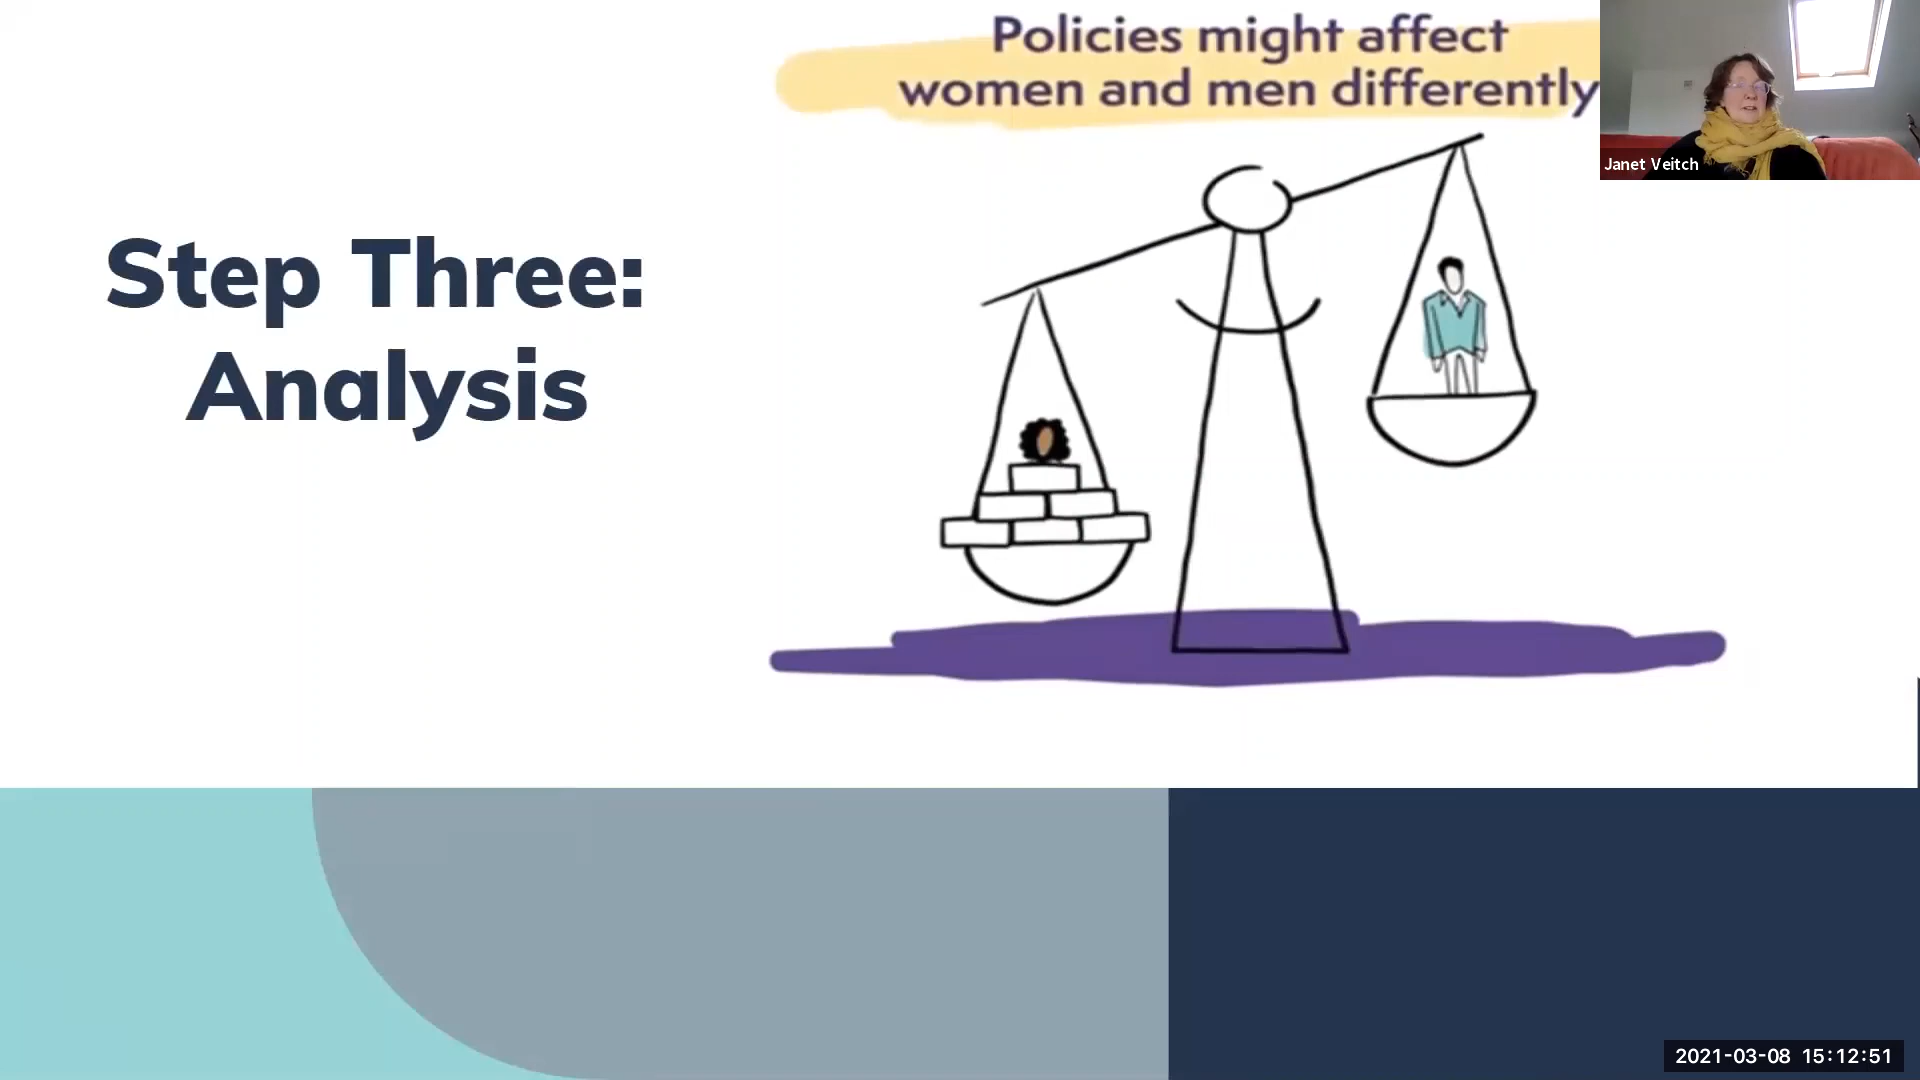 Policies might affect
women and men differently
Janet Veitch
Step Three:
Analysis
2021-03-08 15:12:51